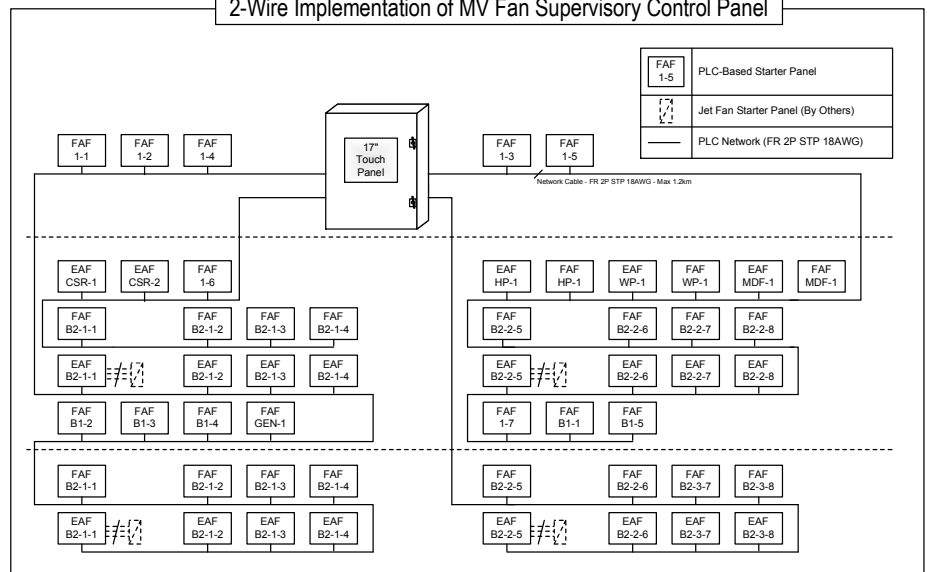 2-Wire Implementation of MV Fan Supervisory Control Panel
FAF
1-5
PLC-Based Starter Panel
Jet Fan Starter Panel (By Others)
PLC Network (FR 2P STP 18AWG)
FAF
1-1
FAF
1-2
FAF
1-4
17"
Touch
Panel
FAF
1-3
FAF
1-5
Network Cable - FR 2P STP 18AWG - Max 1.2km
EAF
CSR-1
EAF
CSR-2
FAF
1-6
EAF
HP-1
FAF
HP-1
EAF
WP-1
FAF
WP-1
EAF
MDF-1
FAF
MDF-1
FAF
B2-1-1
FAF
B2-1-2
FAF
B2-1-3
FAF
B2-1-4
FAF
B2-2-5
FAF
B2-2-6
FAF
B2-2-7
FAF
B2-2-8
EAF
B2-1-1
EAF
B2-1-2
EAF
B2-1-3
EAF
B2-1-4
EAF
B2-2-5
EAF
B2-2-6
EAF
B2-2-7
EAF
B2-2-8
FAF
B1-2
FAF
B1-3
FAF
B1-4
FAF
GEN-1
FAF
1-7
FAF
B1-1
FAF
B1-5
FAF
B2-1-1
FAF
B2-1-2
FAF
B2-1-3
FAF
B2-1-4
FAF
B2-2-5
FAF
B2-2-6
FAF
B2-3-7
FAF
B2-3-8
EAF
B2-1-1
EAF
B2-1-2
EAF
B2-1-3
EAF
B2-1-4
EAF
B2-2-5
EAF
B2-2-6
EAF
B2-3-7
EAF
B2-3-8